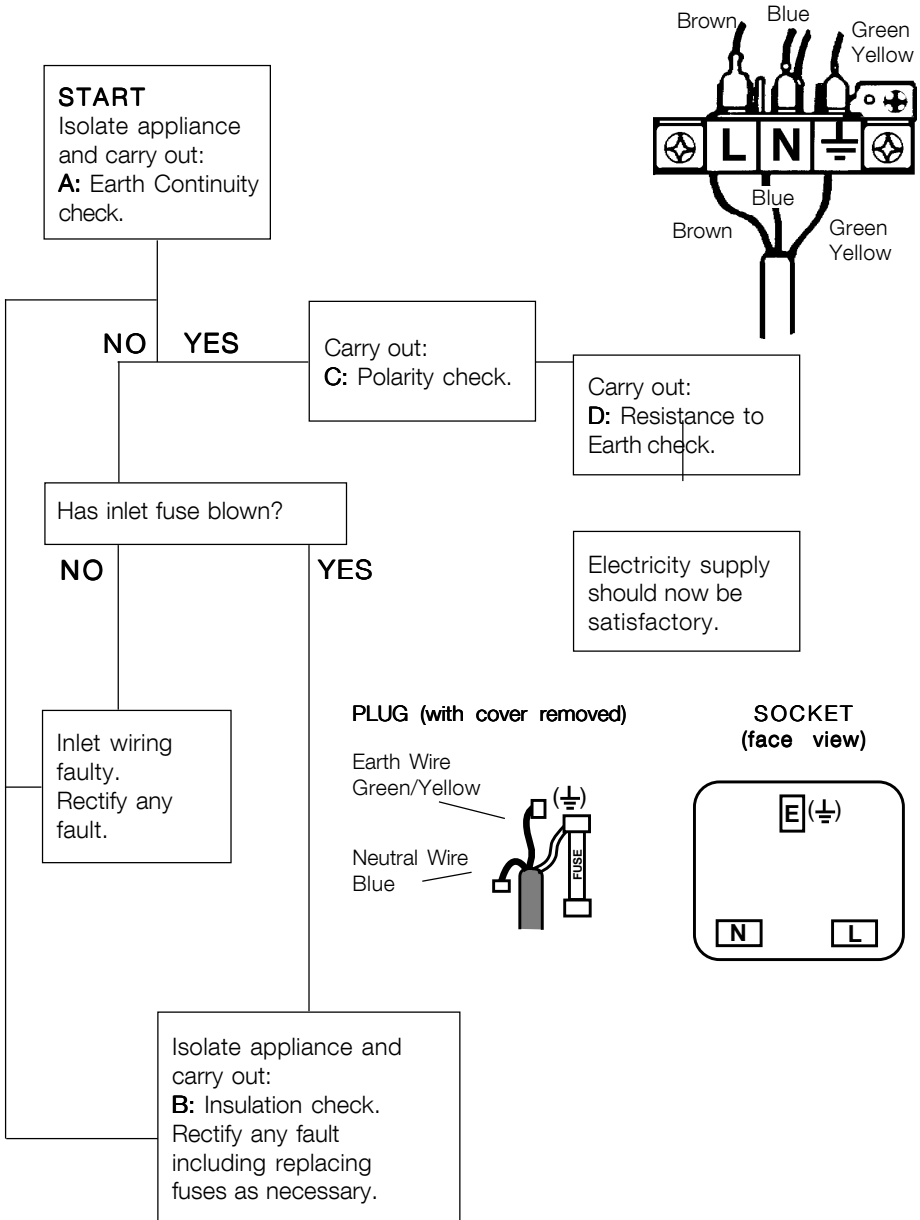 Brown
Blue
Green
Yellow
L N
Blue
Brown
Green
Yellow
START
Isolate appliance
and carry out:
A: Earth Continuity
check.
NO YES
Carry out:
C: Polarity check.
Carry out:
D: Resistance to
Earth check.
Has inlet fuse blown?
NO YES
Electricity supply
should now be
satisfactory.
Inlet wiring
faulty.
Rectify any
fault.
PLUG (with cover removed)
Earth Wire
Green/Yellow
Neutral Wire
Blue
FUSE
SOCKET
(face view)
E
N L
Isolate appliance and
carry out:
B: Insulation check.
Rectify any fault
including replacing
fuses as necessary.